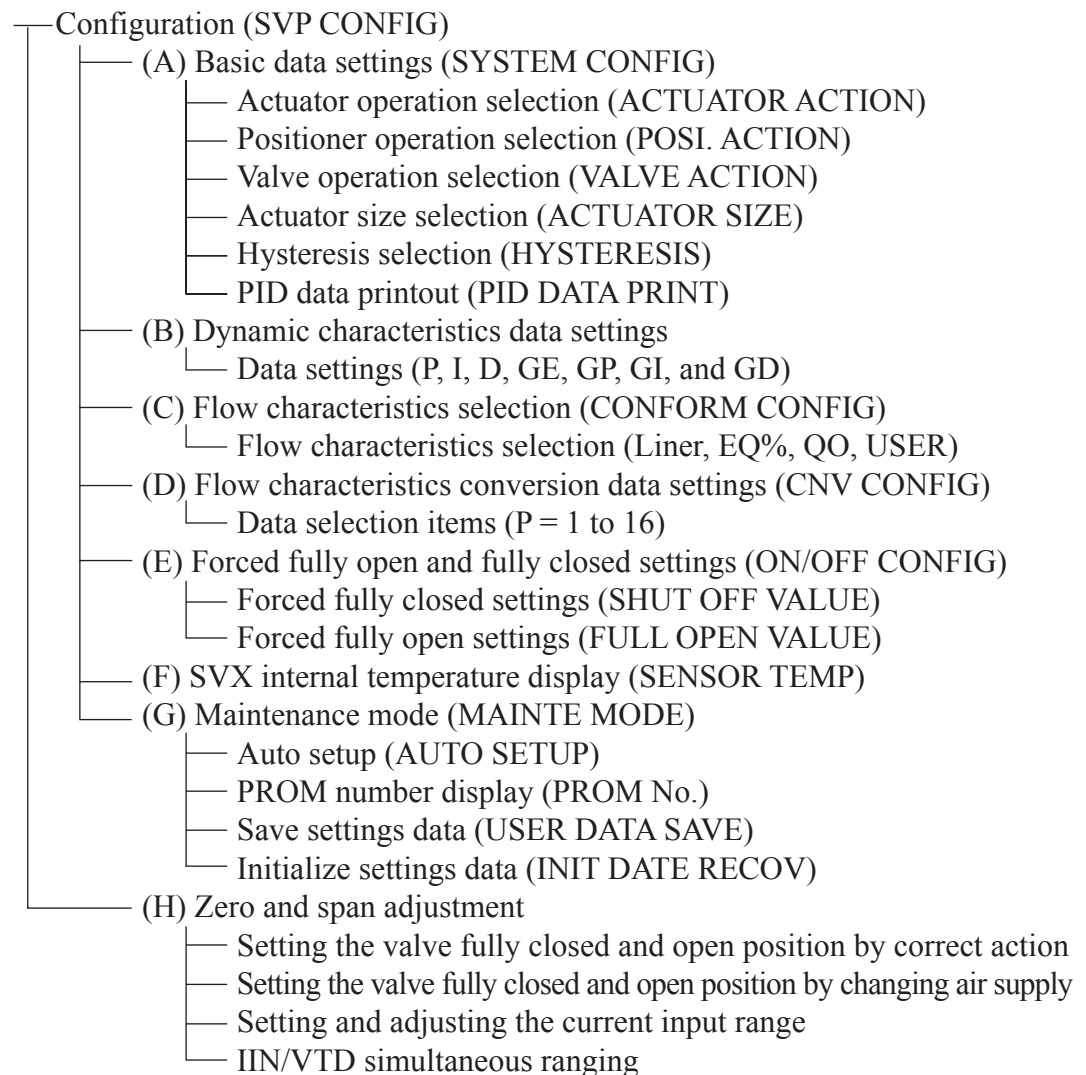 Configuration (SVP CONFIG)
(A) Basic data settings (SYSTEM CONFIG)
Actuator operation selection (ACTUATOR ACTION)
Positioner operation selection (POSI. ACTION)
Valve operation selection (VALVE ACTION)
Actuator size selection (ACTUATOR SIZE)
Hysteresis selection (HYSTERESIS)
PID data printout (PID DATA PRINT)
(B) Dynamic characteristics data settings
Data settings (P, I, D, GE, GP, GI, and GD)
(C) Flow characteristics selection (CONFORM CONFIG)
Flow characteristics selection (Liner, EQ%, QO, USER)
(D) Flow characteristics conversion data settings (CNV CONFIG)
Data selection items (P = 1 to 16)
(E) Forced fully open and fully closed settings (ON/OFF CONFIG)
Forced fully closed settings (SHUT OFF VALUE)
Forced fully open settings (FULL OPEN VALUE)
(F) SVX internal temperature display (SENSOR TEMP)
(G) Maintenance mode (MAINTE MODE)
Auto setup (AUTO SETUP)
PROM number display (PROM No.)
Save settings data (USER DATA SAVE)
Initialize settings data (INIT DATE RECOV)
(H) Zero and span adjustment
Setting the valve fully closed and open position by correct action
Setting the valve fully closed and open position by changing air supply
Setting and adjusting the current input range
IIN/VTD simultaneous ranging